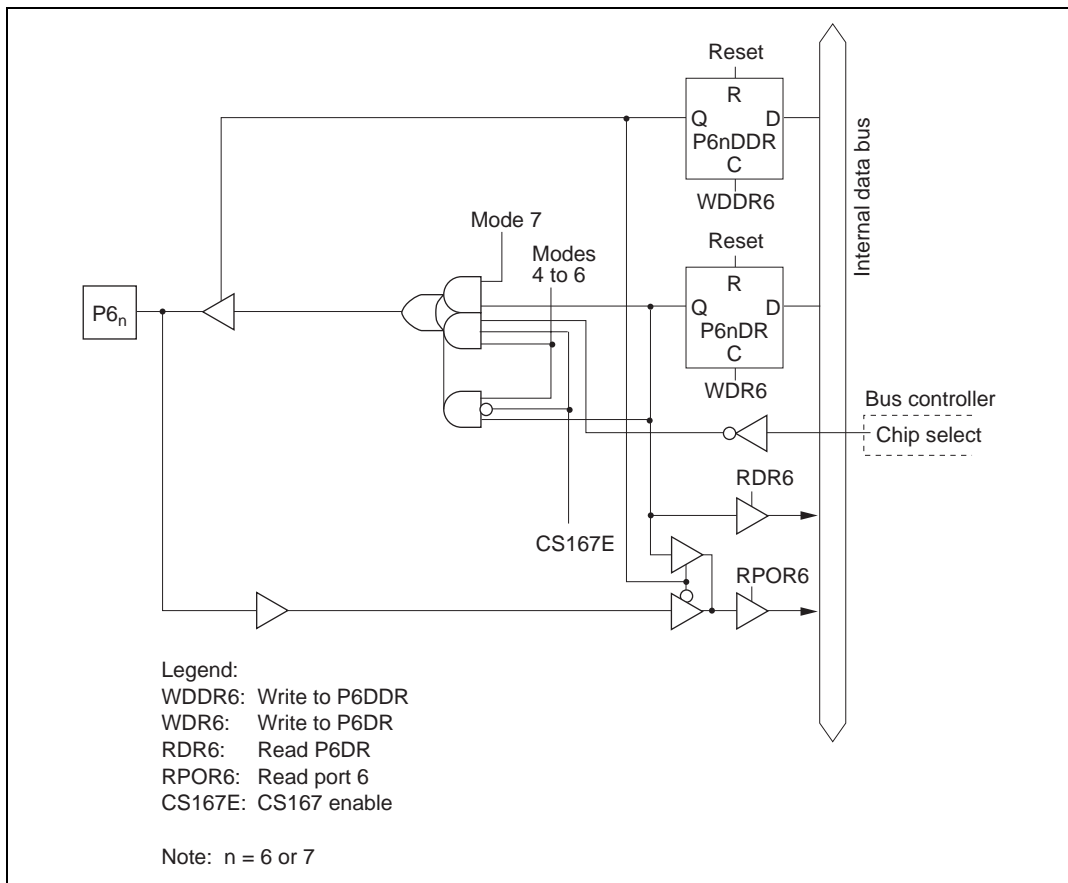 Reset
R
Q D
P6nDDR
C
WDDR6
Internal data bus
Mode 7
Modes
4 to 6
Reset
R
Q D
P6nDR
C
WDR6
P6n
Bus controller
Chip select
RDR6
CS167E
RPOR6
Legend:
WDDR6: Write to P6DDR
WDR6: Write to P6DR
RDR6: Read P6DR
RPOR6: Read port 6
CS167E: CS167 enable
Note: n = 6 or 7